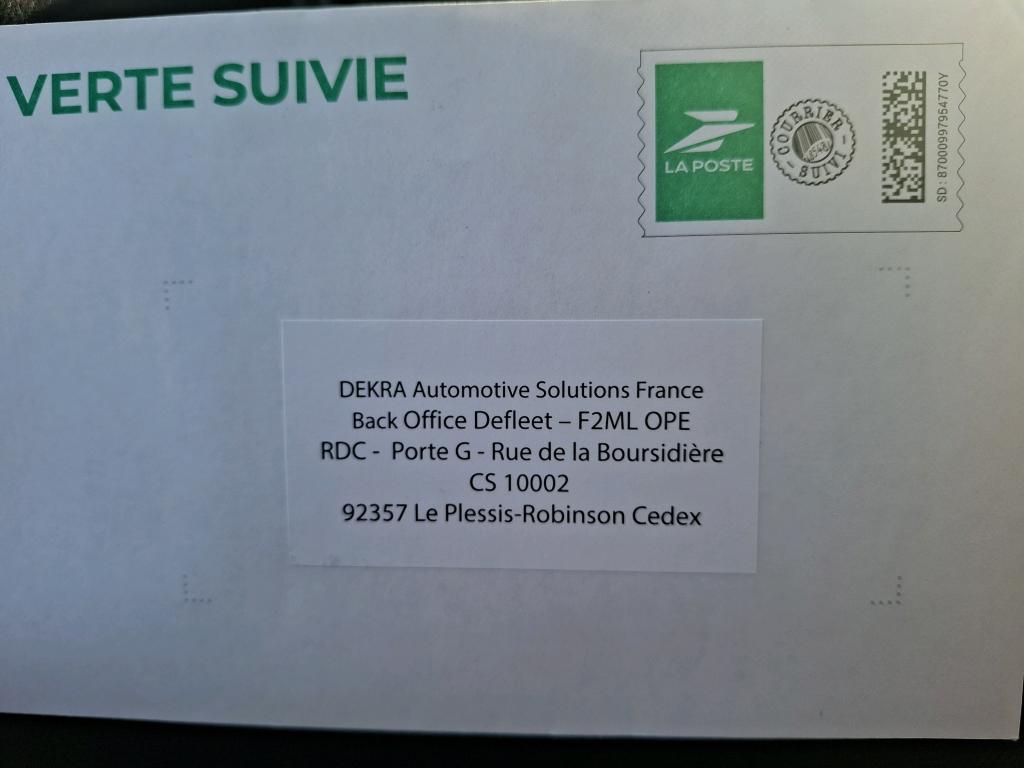 VERTE SUIVIE
LA POSTE
COURRIER
SUIVI
SD : 87000997954770Y
DEKRA Automotive Solutions France
Back Office Defleet – F2ML OPE
RDC - Porte G - Rue de la Boursidière
CS 10002
92357 Le Plessis-Robinson Cedex